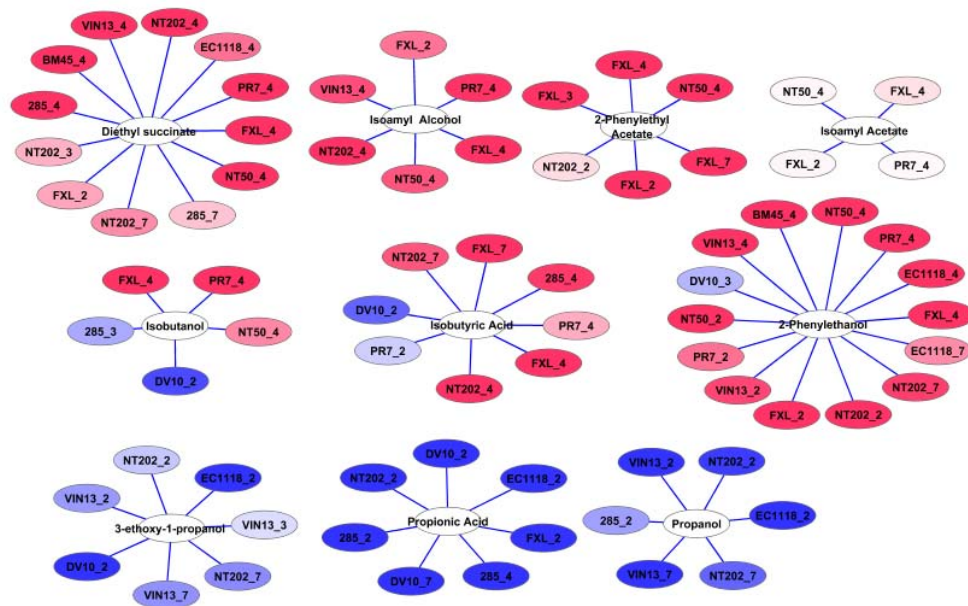 VIN13_4
NT202_4
EC1118_4
BM45_4
PR7_4
285_4
Diethyl succinate
FXL_4
NT202_3
NT50_4
FXL_2
NT202_7
285_7
FXL_2
VIN13_4
PR7_4
Isoamyl Alcohol
NT202_4
FXL_4
NT50_4
FXL_4
FXL_3
NT50_4
2-Phenylethyl
Acetate
NT202_2
FXL_7
FXL_2
NT50_4
FXL_4
Isoamyl Acetate
FXL_2
PR7_4
FXL_4
PR7_4
285_3
Isobutanol
NT50_4
DV10_2
NT202_7
FXL_7
285_4
DV10_2
Isobutyric Acid
PR7_4
PR7_2
FXL_4
NT202_4
BM45_4
NT50_4
VIN13_4
PR7_4
DV10_3
EC1118_4
NT50_2
2-Phenylethanol
FXL_4
PR7_2
EC1118_7
VIN13_2
NT202_7
FXL_2
NT202_2
NT202_2
EC1118_2
VIN13_2
3-ethoxy-1-propanol
VIN13_3
DV10_2
NT202_7
VIN13_7
DV10_2
NT202_2
EC1118_2
Propionic Acid
285_2
FXL_2
DV10_7
285_4
VIN13_2
NT202_2
285_2
Propanol
EC1118_2
VIN13_7
NT202_7